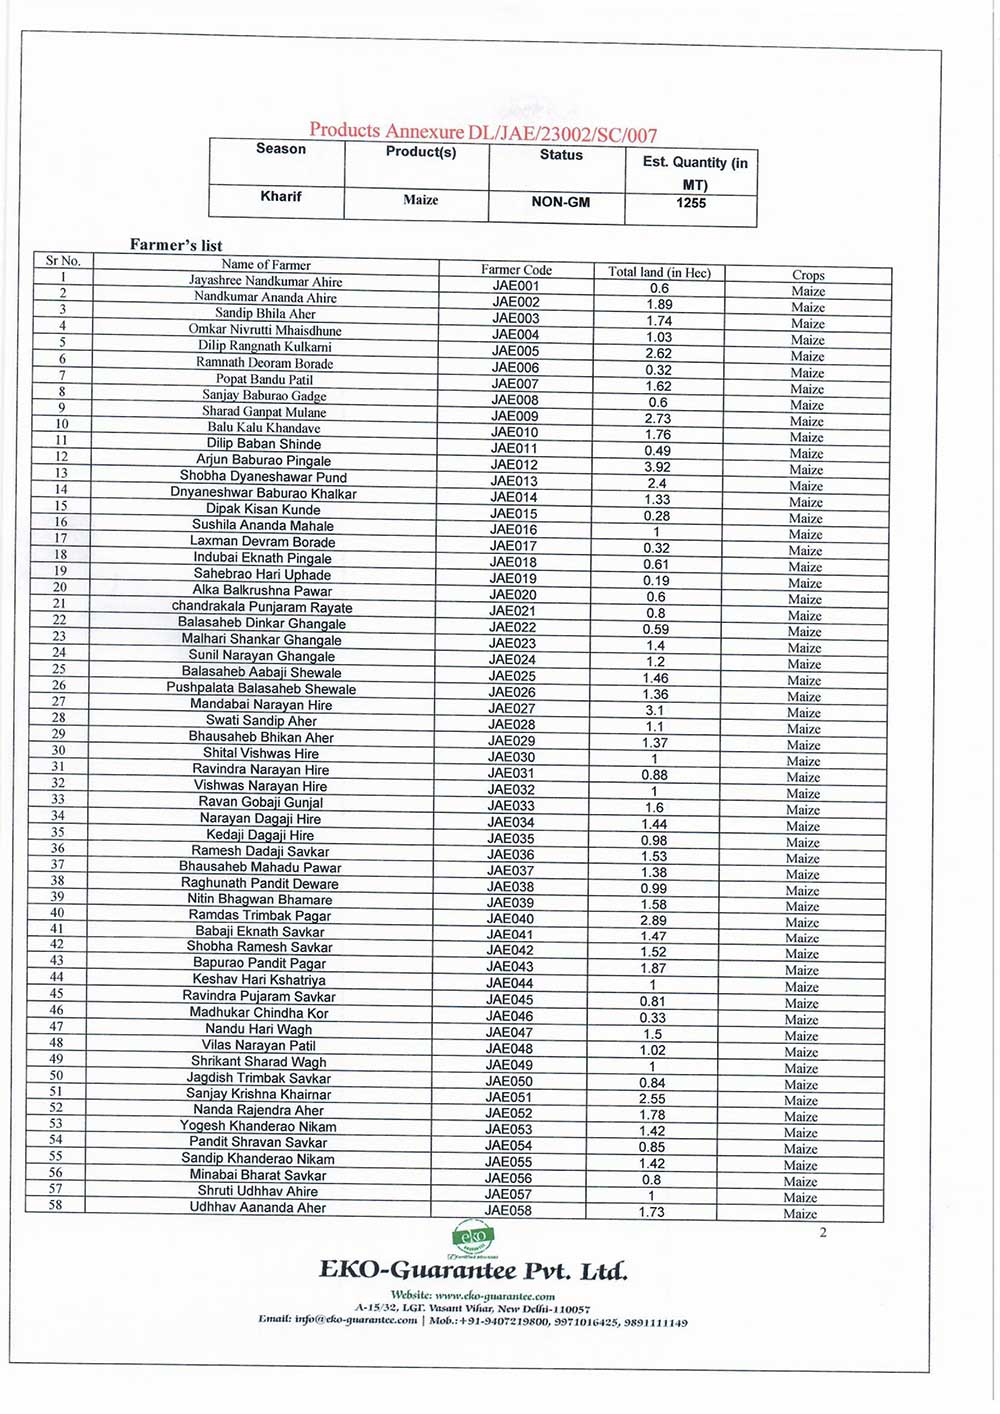 Products Annexure DL/JAE/23002/SC/007
Season Product(s) Status Est. Quantity (in MT)
Kharif Maize NON-GM 1255
Farmer's list
Sr No. Name of Farmer Farmer Code Total land (in Hec) Crops
1 Jayashree Nandkumar Ahire JAE001 0.6 Maize
2 Nandkumar Ananda Ahire JAE002 1.89 Maize
3 Sandip Bhila Aher JAE003 1.74 Maize
4 Omkar Nivrutti Mhaisdhune JAE004 1.03 Maize
5 Dilip Rangnath Kulkarni JAE005 2.62 Maize
6 Ramnath Deoram Borade JAE006 0.32 Maize
7 Popat Bandu Patil JAE007 1.62 Maize
8 Sanjay Baburao Gadge JAE008 0.6 Maize
9 Sharad Ganpat Mulane JAE009 2.73 Maize
10 Balu Kalu Khandave JAE010 1.76 Maize
11 Dilip Baban Shinde JAE011 0.49 Maize
12 Arjun Baburao Pingale JAE012 3.92 Maize
13 Shobha Dyaneshawar Pund JAE013 2.4 Maize
14 Dnyaneshwar Baburao Khalkar JAE014 1.33 Maize
15 Dipak Kisan Kunde JAE015 0.28 Maize
16 Sushila Ananda Mahale JAE016 1 Maize
17 Laxman Devram Borade JAE017 0.32 Maize
18 Indubai Eknath Pingale JAE018 0.61 Maize
19 Sahebrao Hari Uphade JAE019 0.19 Maize
20 Alka Balkrushna Pawar JAE020 0.6 Maize
21 chandrakala Punjaram Rayate JAE021 0.8 Maize
22 Balasaheb Dinkar Ghangale JAE022 0.59 Maize
23 Malhari Shankar Ghangale JAE023 1.4 Maize
24 Sunil Narayan Ghangale JAE024 1.2 Maize
25 Balasaheb Aabaji Shewale JAE025 1.46 Maize
26 Pushpalata Balasaheb Shewale JAE026 1.36 Maize
27 Mandabai Narayan Hire JAE027 3.1 Maize
28 Swati Sandip Aher JAE028 1.1 Maize
29 Bhausaheb Bhikan Aher JAE029 1.37 Maize
30 Shital Vishwas Hire JAE030 1 Maize
31 Ravindra Narayan Hire JAE031 0.88 Maize
32 Vishwas Narayan Hire JAE032 1 Maize
33 Ravan Gobaji Gunjal JAE033 1.6 Maize
34 Narayan Dagaji Hire JAE034 1.44 Maize
35 Kedaji Dagaji Hire JAE035 0.98 Maize
36 Ramesh Dadaji Savkar JAE036 1.53 Maize
37 Bhausaheb Mahadu Pawar JAE037 1.38 Maize
38 Raghunath Pandit Deware JAE038 0.99 Maize
39 Nitin Bhagwan Bhamare JAE039 1.58 Maize
40 Ramdas Trimbak Pagar JAE040 2.89 Maize
41 Babaji Eknath Savkar JAE041 1.47 Maize
42 Shobha Ramesh Savkar JAE042 1.52 Maize
43 Bapurao Pandit Pagar JAE043 1.87 Maize
44 Keshav Hari Kshatriya JAE044 1 Maize
45 Ravindra Pujaram Savkar JAE045 0.81 Maize
46 Madhukar Chindha Kor JAE046 0.33 Maize
47 Nandu Hari Wagh JAE047 1.5 Maize
48 Vilas Narayan Patil JAE048 1.02 Maize
49 Shrikant Sharad Wagh JAE049 1 Maize
50 Jagdish Trimbak Savkar JAE050 0.84 Maize
51 Sanjay Krishna Khairnar JAE051 2.55 Maize
52 Nanda Rajendra Aher JAE052 1.78 Maize
53 Yogesh Khanderao Nikam JAE053 1.42 Maize
54 Pandit Shravan Savkar JAE054 0.85 Maize
55 Sandip Khanderao Nikam JAE055 1.42 Maize
56 Minabai Bharat Savkar JAE056 0.8 Maize
57 Shruti Udhhav Ahire JAE057 1 Maize
58 Udhhav Aananda Aher JAE058 1.73 Maize
2
eko
EKO-Guarantee Pvt. Ltd.
Website: www.eko-guarantee.com
A-15/32, LGF. Vasant Vihar, New Delhi-110057
Email: info@eko-guarantee.com | Mob.:+91-9407219800, 9971016425, 9891111149